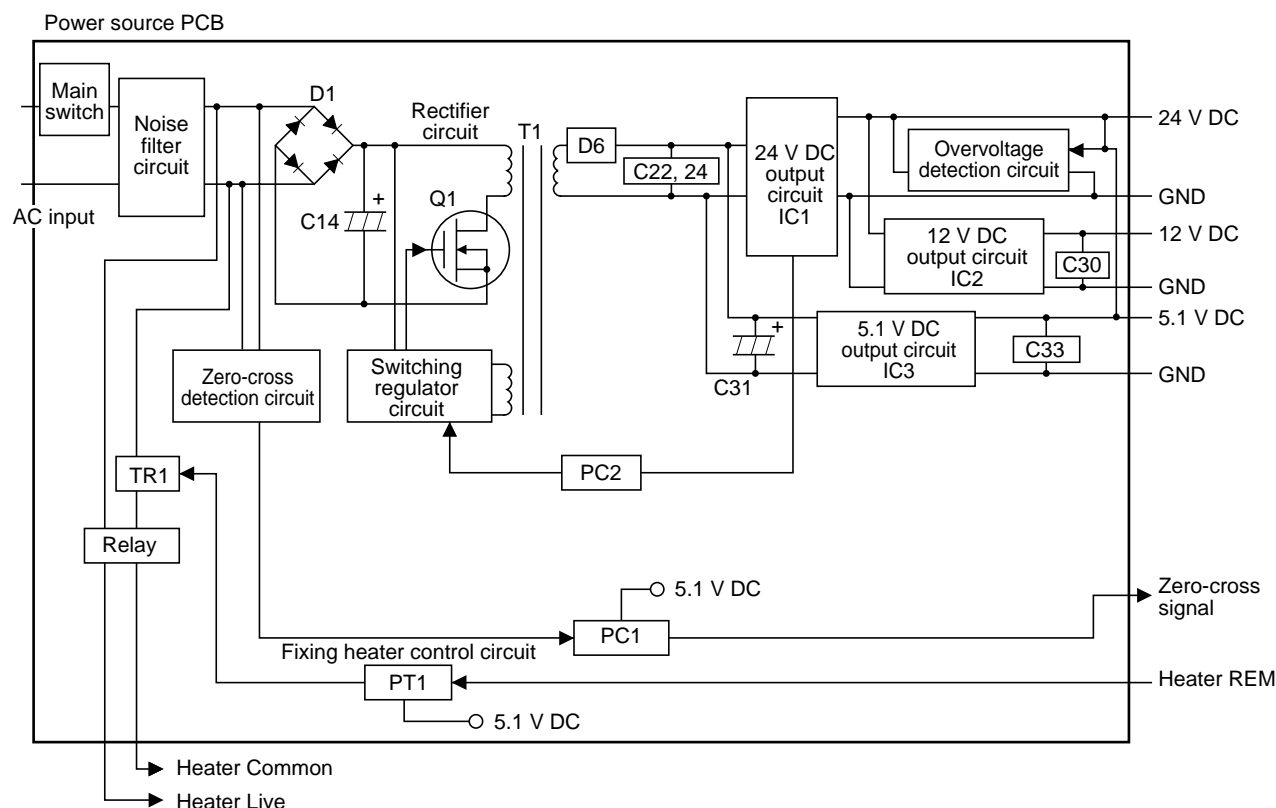 Power source PCB
Main
switch
Noise
filter
circuit
AC input
D1
Rectifier
circuit
C14
+
Q1
T1
D6
C22, 24
24 V DC
output
circuit
IC1
Overvoltage
detection circuit
24 V DC
GND
12 V DC
output circuit
IC2
C30
12 V DC
GND
5.1 V DC
output circuit
IC3
C31
+
C33
5.1 V DC
GND
Zero-cross
detection circuit
Switching
regulator
circuit
TR1
PC2
Relay
5.1 V DC
PC1
Zero-cross
signal
Fixing heater control circuit
PT1
Heater REM
5.1 V DC
Heater Common
Heater Live